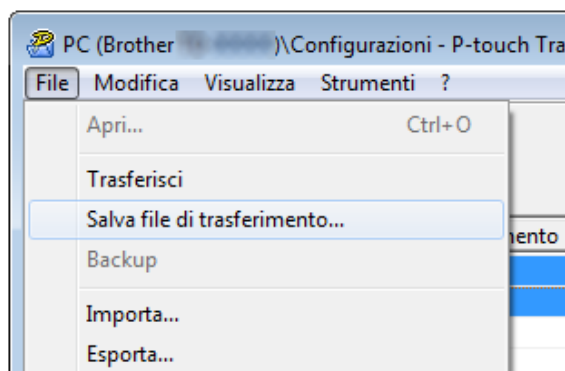 PC (Brother )\Configurazioni - P-touch Tra
File Modifica Visualizza Strumenti ?
Apri... Ctrl+O
Trasferisci
Salva file di trasferimento...
mento
Backup
Importa...
Esporta...